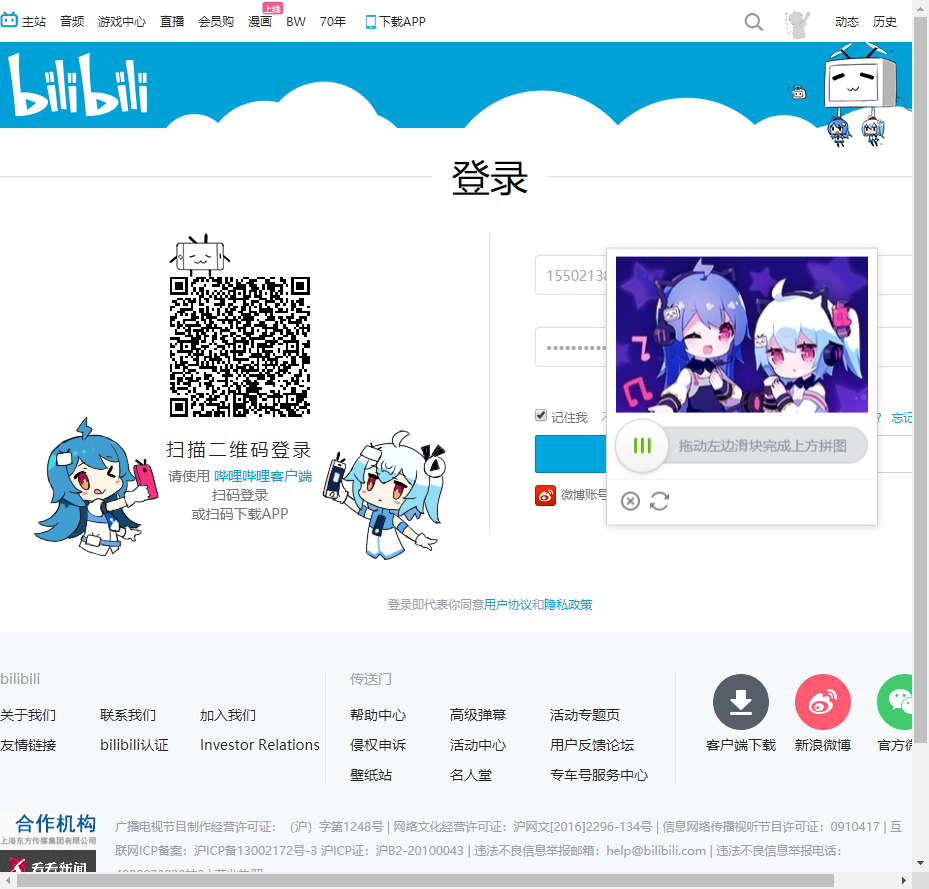 主站 音频 游戏中心 直播 会员购 漫画 上线 BW 70年 下载APP 动态 历史
bilibili
登录
15502138
记住我 忘记
扫描二维码登录
请使用 哔哩哔哩客户端
扫码登录
或扫码下载APP
拖动左边滑块完成上方拼图
微博账号
登录即代表你同意用户协议和隐私政策
bilibili 传送门
关于我们 联系我们 加入我们 帮助中心 高级弹幕 活动专题页
友情链接 bilibili认证 Investor Relations 侵权申诉 活动中心 用户反馈论坛 客户端下载 新浪微博 官方微
壁纸站 名人堂 专车号服务中心
合作机构
上海东方传媒集团有限公司
看看新闻
广播电视节目制作经营许可证：（沪）字第1248号 | 网络文化经营许可证：沪网文[2016]2296-134号 | 信息网络传播视听节目许可证：0910417 | 互
联网ICP备案：沪ICP备13002172号-3 沪ICP证：沪B2-20100043 | 违法不良信息举报邮箱：help@bilibili.com | 违法不良信息举报电话：